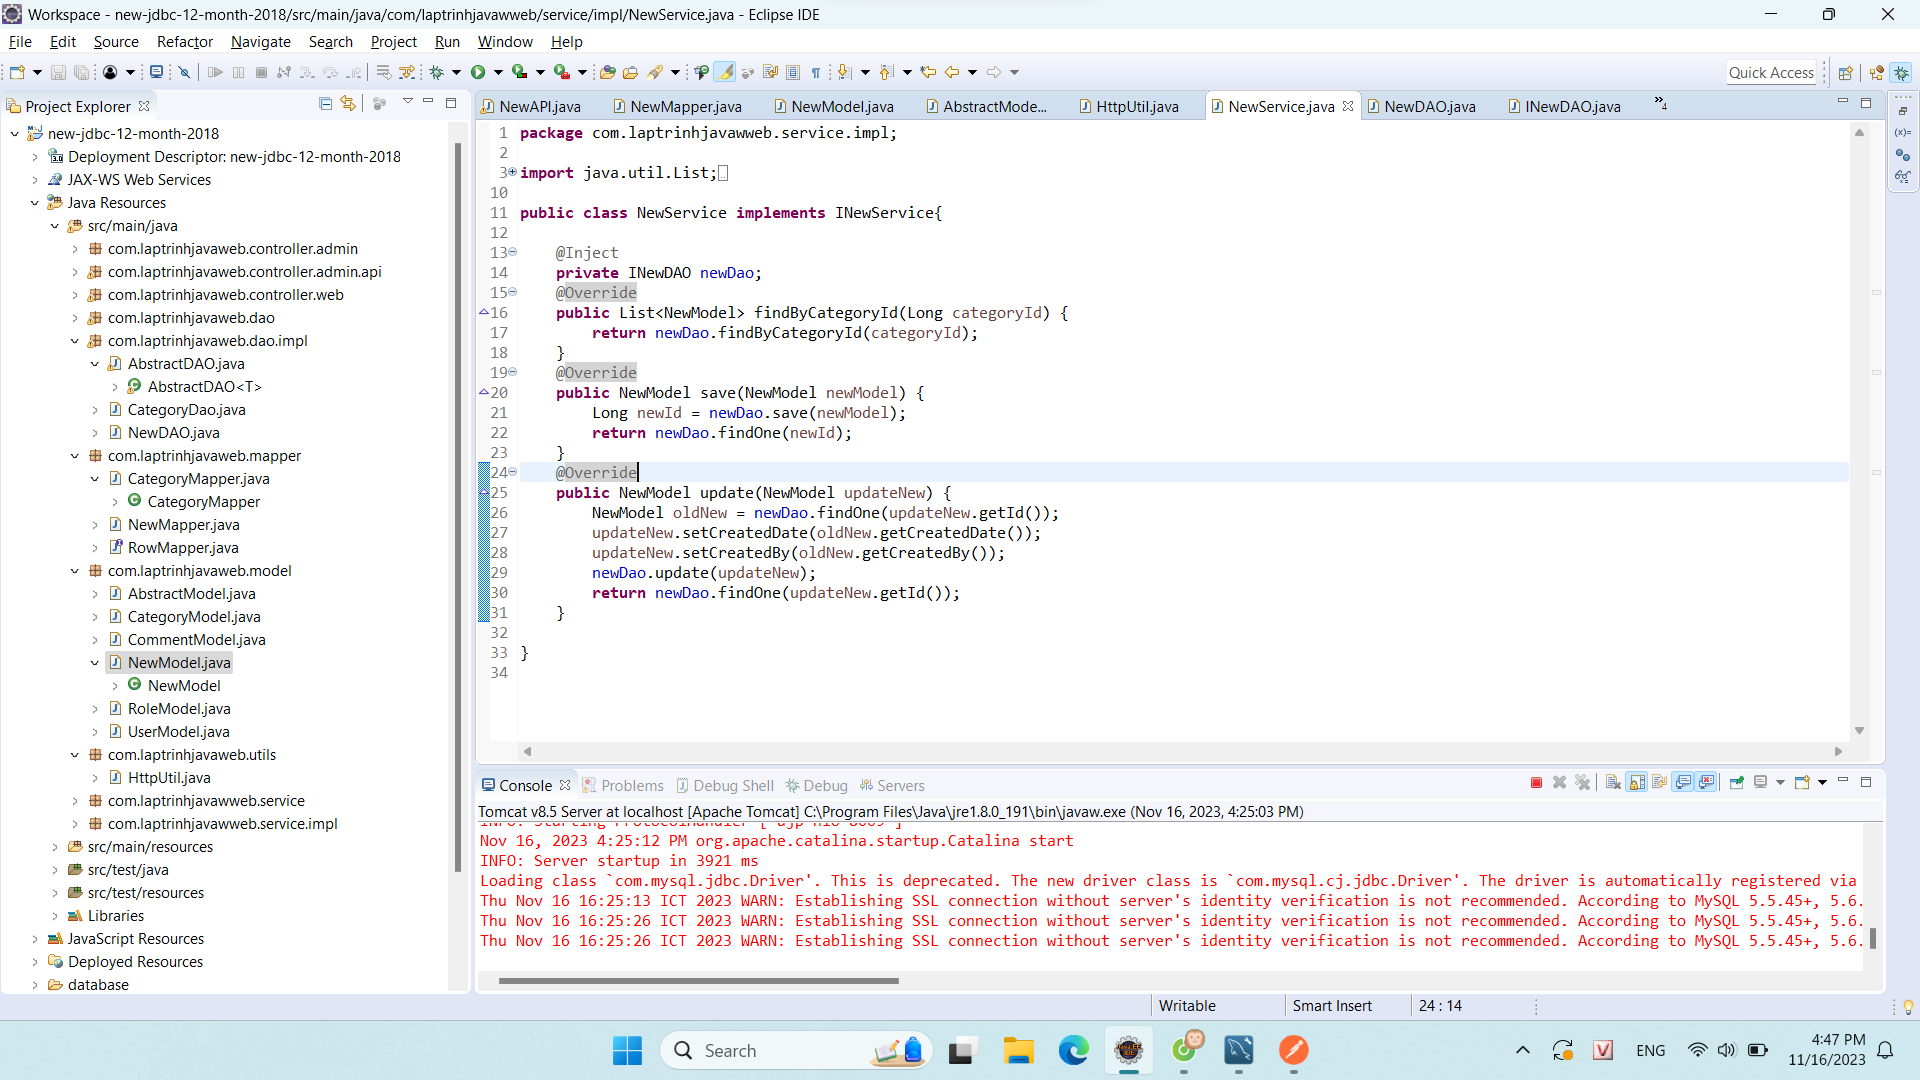 Workspace - new-jdbc-12-month-2018/src/main/java/com/laptrinhjavawweb/service/impl/NewService.java - Eclipse IDE
File Edit Source Refactor Navigate Search Project Run Window Help
Quick Access
Project Explorer
new-jdbc-12-month-2018
Deployment Descriptor: new-jdbc-12-month-2018
JAX-WS Web Services
Java Resources
src/main/java
com.laptrinhjavaweb.controller.admin
com.laptrinhjavaweb.controller.admin.api
com.laptrinhjavaweb.controller.web
com.laptrinhjavaweb.dao
com.laptrinhjavaweb.dao.impl
AbstractDAO.java
AbstractDAO<T>
CategoryDao.java
NewDAO.java
com.laptrinhjavaweb.mapper
CategoryMapper.java
CategoryMapper
NewMapper.java
RowMapper.java
com.laptrinhjavaweb.model
AbstractModel.java
CategoryModel.java
CommentModel.java
NewModel.java
NewModel
RoleModel.java
UserModel.java
com.laptrinhjavaweb.utils
HttpUtil.java
com.laptrinhjavawweb.service
com.laptrinhjavawweb.service.impl
src/main/resources
src/test/java
src/test/resources
Libraries
JavaScript Resources
Deployed Resources
database
NewAPI.java NewMapper.java NewModel.java AbstractMode... HttpUtil.java NewService.java NewDAO.java INewDAO.java »4
1 package com.laptrinhjavawweb.service.impl;
2
3 import java.util.List;
10
11 public class NewService implements INewService{
12
13 @Inject
14 private INewDAO newDao;
15 @Override
16 public List<NewModel> findByCategoryId(Long categoryId) {
17 return newDao.findByCategoryId(categoryId);
18 }
19 @Override
20 public NewModel save(NewModel newModel) {
21 Long newId = newDao.save(newModel);
22 return newDao.findOne(newId);
23 }
24 @Override
25 public NewModel update(NewModel updateNew) {
26 NewModel oldNew = newDao.findOne(updateNew.getId());
27 updateNew.setCreatedDate(oldNew.getCreatedDate());
28 updateNew.setCreatedBy(oldNew.getCreatedBy());
29 newDao.update(updateNew);
30 return newDao.findOne(updateNew.getId());
31 }
32
33 }
34
Console Problems Debug Shell Debug Servers
Tomcat v8.5 Server at localhost [Apache Tomcat] C:\Program Files\Java\jre1.8.0_191\bin\javaw.exe (Nov 16, 2023, 4:25:03 PM)
Nov 16, 2023 4:25:12 PM org.apache.catalina.startup.Catalina start
INFO: Server startup in 3921 ms
Loading class `com.mysql.jdbc.Driver'. This is deprecated. The new driver class is `com.mysql.cj.jdbc.Driver'. The driver is automatically registered via
Thu Nov 16 16:25:13 ICT 2023 WARN: Establishing SSL connection without server's identity verification is not recommended. According to MySQL 5.5.45+, 5.6.
Thu Nov 16 16:25:26 ICT 2023 WARN: Establishing SSL connection without server's identity verification is not recommended. According to MySQL 5.5.45+, 5.6.
Thu Nov 16 16:25:26 ICT 2023 WARN: Establishing SSL connection without server's identity verification is not recommended. According to MySQL 5.5.45+, 5.6.
Writable Smart Insert 24 : 14
Search
ENG
4:47 PM
11/16/2023